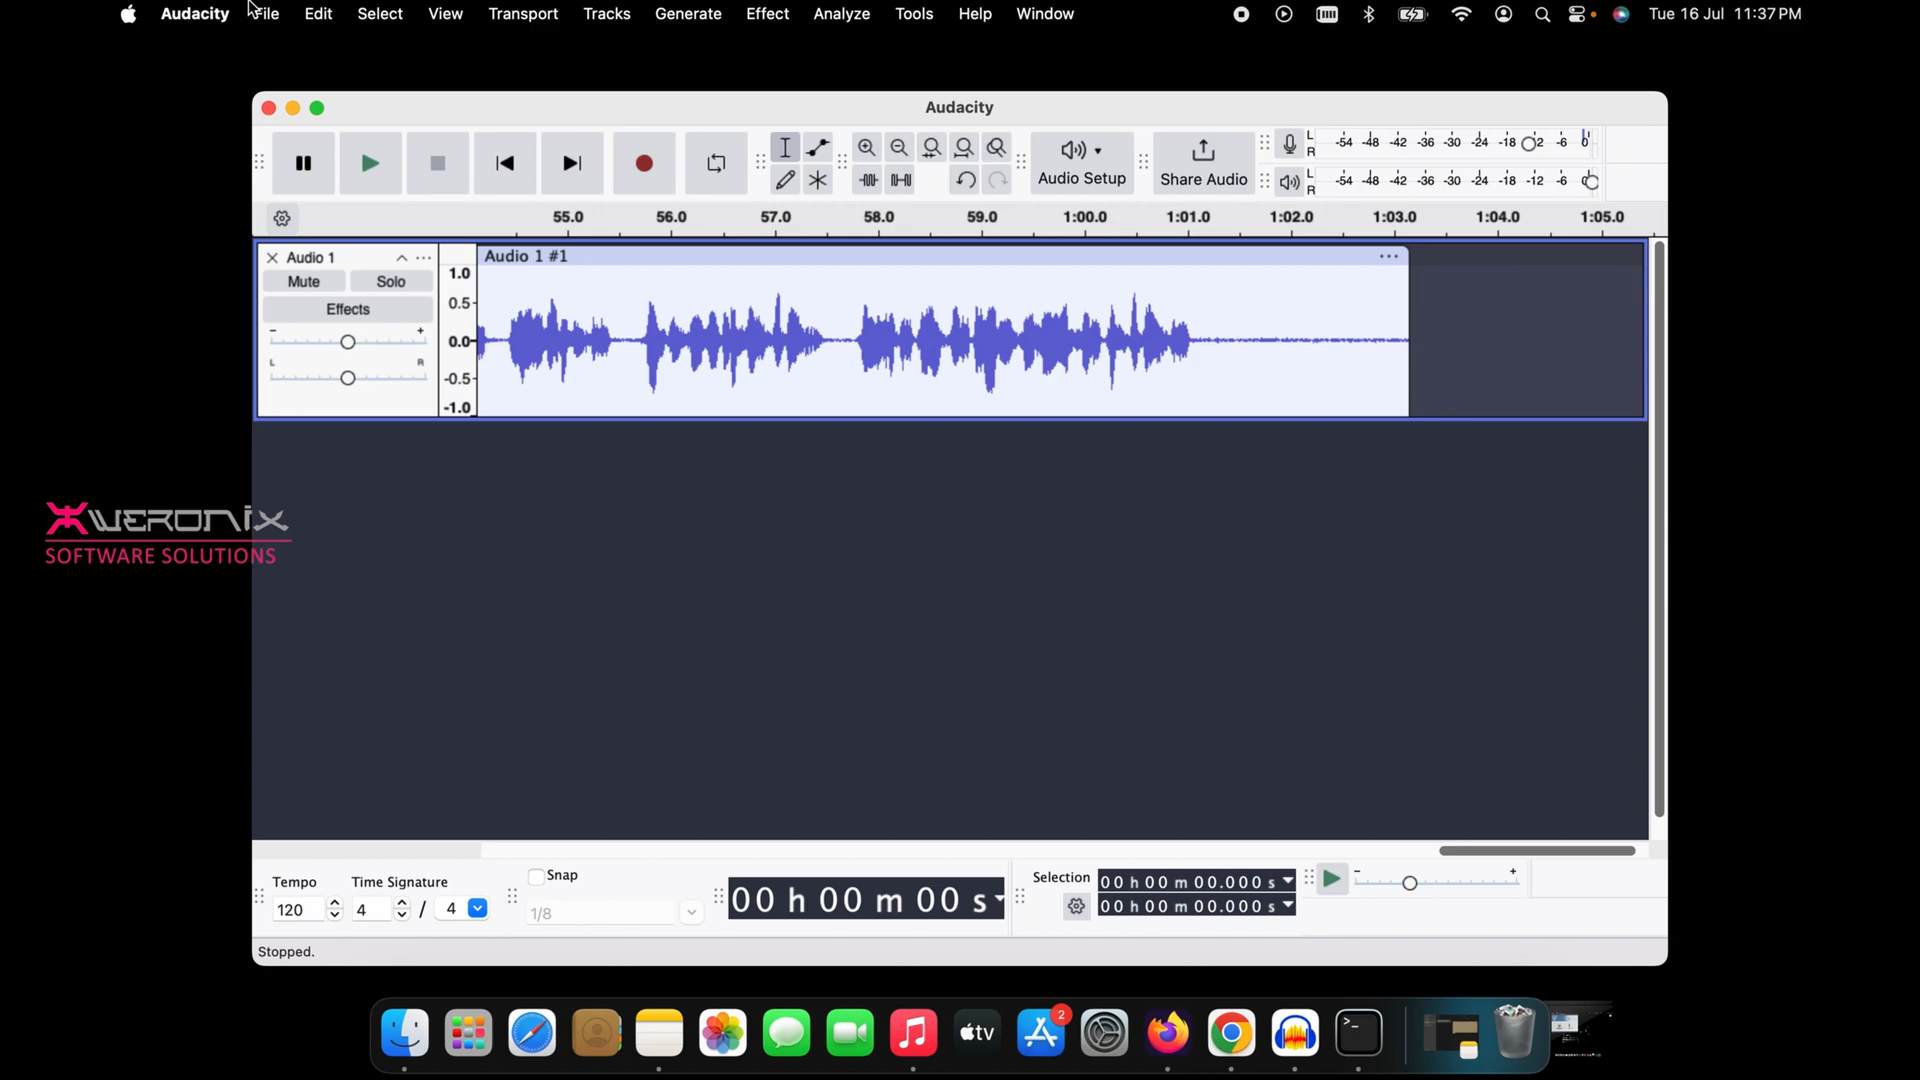 Audacity File Edit Select View Transport Tracks Generate Effect Analyze Tools Help Window Tue 16 Jul 11:37 PM
Audacity
L R -54 -48 -42 -36 -30 -24 -18 -12 -6 0
Audio Setup Share Audio
L R -54 -48 -42 -36 -30 -24 -18 -12 -6 0
55.0 56.0 57.0 58.0 59.0 1:00.0 1:01.0 1:02.0 1:03.0 1:04.0 1:05.0
Audio 1 Audio 1 #1
Mute Solo
Effects
- +
L R
1.0
0.5
0.0
-0.5
-1.0
WERONIX
SOFTWARE SOLUTIONS
Tempo Time Signature Snap Selection
120 4 / 4 1/8
00 h 00 m 00 s
00 h 00 m 00.000 s
00 h 00 m 00.000 s
- +
Stopped.
tv
2